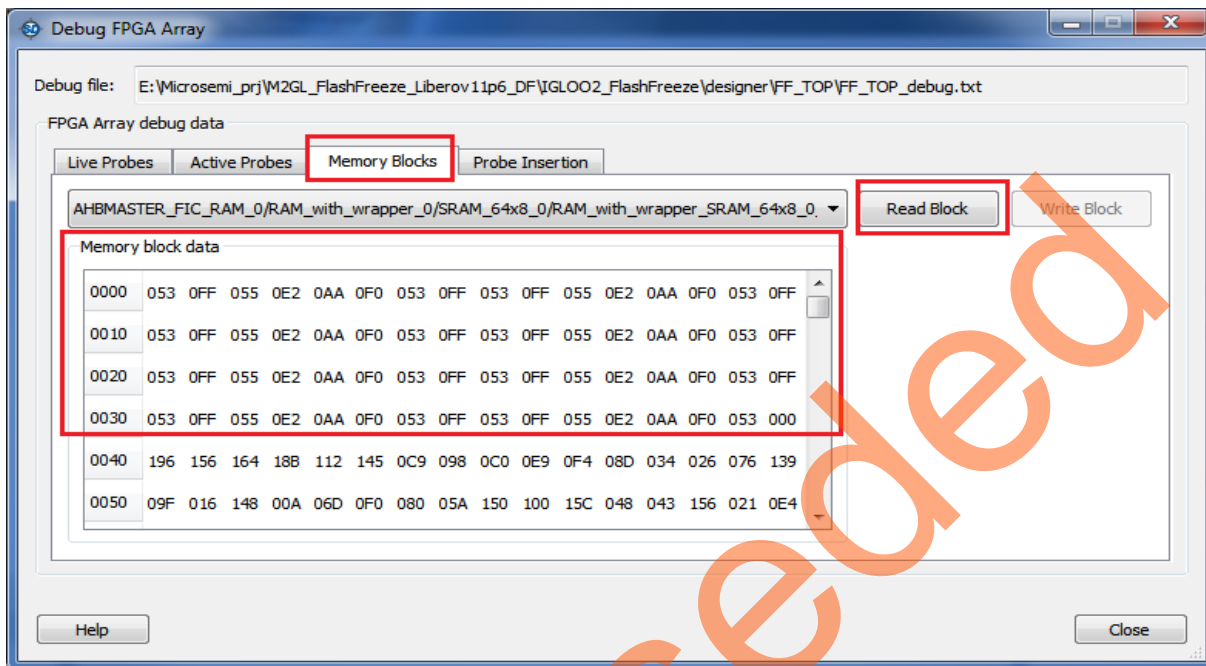 Debug FPGA Array
Debug file: E:\Microsemi_prj\M2GL_FlashFreeze_Liberov11p6_DF\IGLOO2_FlashFreeze\designer\FF_TOP\FF_TOP_debug.txt
FPGA Array debug data
Live Probes Active Probes Memory Blocks Probe Insertion
AHBMASTER_FIC_RAM_0/RAM_with_wrapper_0/SRAM_64x8_0/RAM_with_wrapper_SRAM_64x8_0. Read Block Write Block
Memory block data
0000 053 0FF 055 0E2 0AA 0F0 053 0FF 053 0FF 055 0E2 0AA 0F0 053 0FF
0010 053 0FF 055 0E2 0AA 0F0 053 0FF 053 0FF 055 0E2 0AA 0F0 053 0FF
0020 053 0FF 055 0E2 0AA 0F0 053 0FF 053 0FF 055 0E2 0AA 0F0 053 0FF
0030 053 0FF 055 0E2 0AA 0F0 053 0FF 053 0FF 055 0E2 0AA 0F0 053 000
0040 196 156 164 18B 112 145 0C9 098 0C0 0E9 0F4 08D 034 026 076 139
0050 09F 016 148 00A 06D 0F0 080 05A 150 100 15C 048 043 156 021 0E4
Help Close
eded